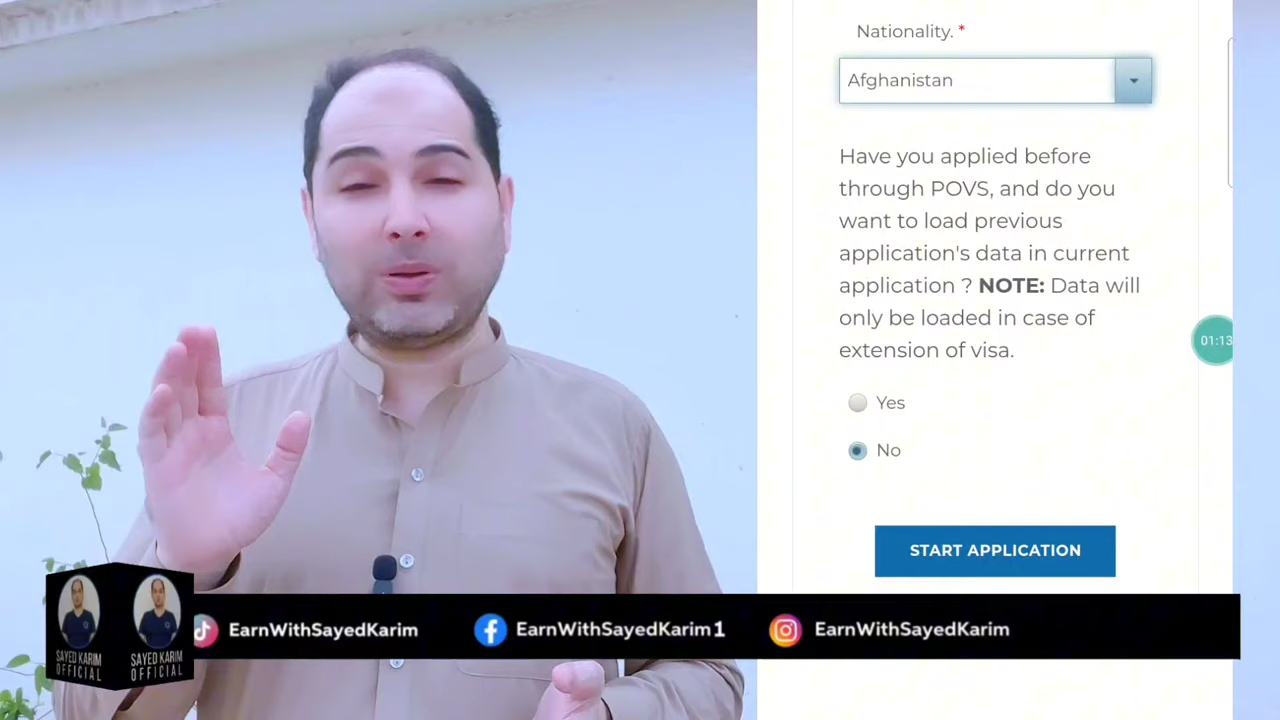 Nationality. *
Afghanistan
Have you applied before
through POVS, and do you
want to load previous
application's data in current
application ? NOTE: Data will
only be loaded in case of
extension of visa.
Yes
No
START APPLICATION
01:13
EarnWithSayedKarim
EarnWithSayedKarim1
EarnWithSayedKarim
SAYED KARIM
OFFICIAL
SAYED KARIM
OFFICIAL